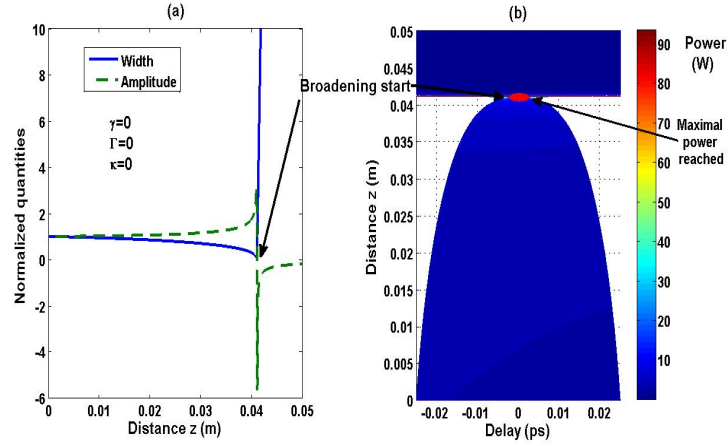 (a)
10
8
6
4
2
0
-2
-4
-6
0
0.01
0.02
0.03
0.04
0.05
Normalized quantities
Distance z (m)
Width
Amplitude
γ=0
Γ=0
κ=0
Broadening start
(b)
0.05
0.045
0.04
0.035
0.03
0.025
0.02
0.015
0.01
0.005
0
-0.02
-0.01
0
0.01
0.02
Distance z (m)
Delay (ps)
Maximal
power
reached
Power
(W)
90
80
70
60
50
40
30
20
10